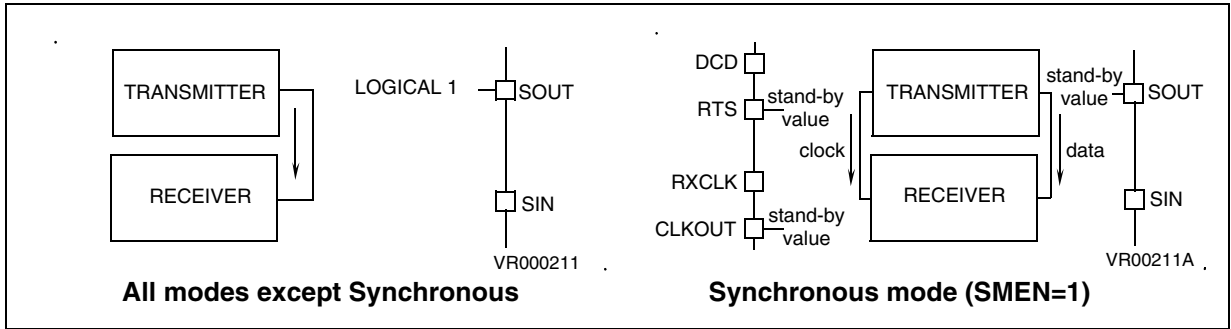 TRANSMITTER
RECEIVER
LOGICAL 1
SOUT
SIN
VR000211
All modes except Synchronous
DCD
RTS
stand-by
value
clock
RXCLK
CLKOUT
stand-by
value
TRANSMITTER
RECEIVER
data
stand-by
value
SOUT
SIN
VR00211A
Synchronous mode (SMEN=1)